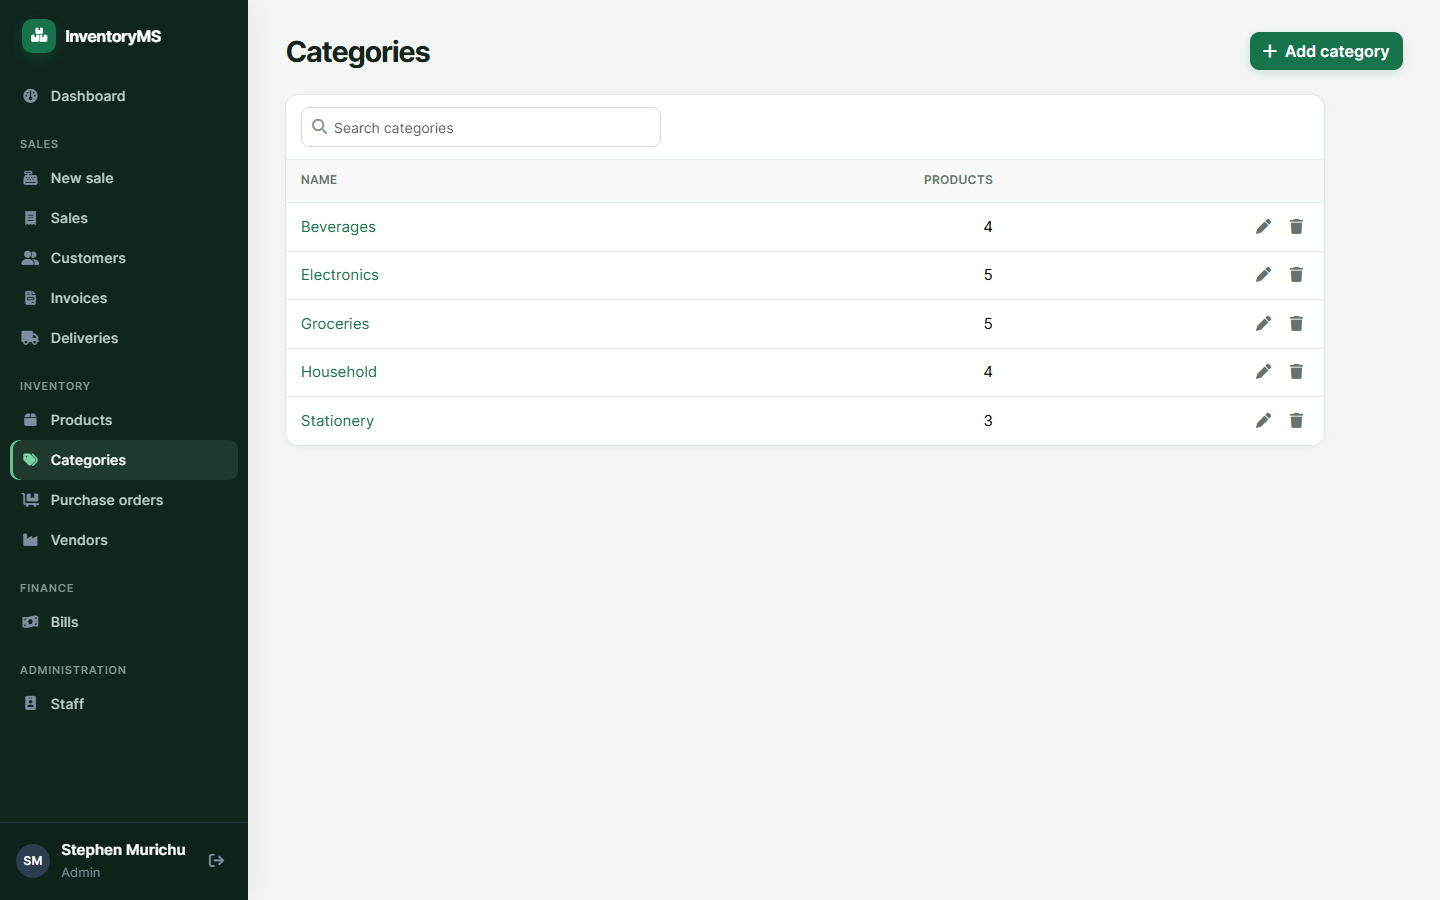 InventoryMS
Dashboard
SALES
New sale
Sales
Customers
Invoices
Deliveries
INVENTORY
Products
Categories
Purchase orders
Vendors
FINANCE
Bills
ADMINISTRATION
Staff
SM
Stephen Murichu
Admin
Categories
Add category
Search categories
NAME PRODUCTS
Beverages 4
Electronics 5
Groceries 5
Household 4
Stationery 3